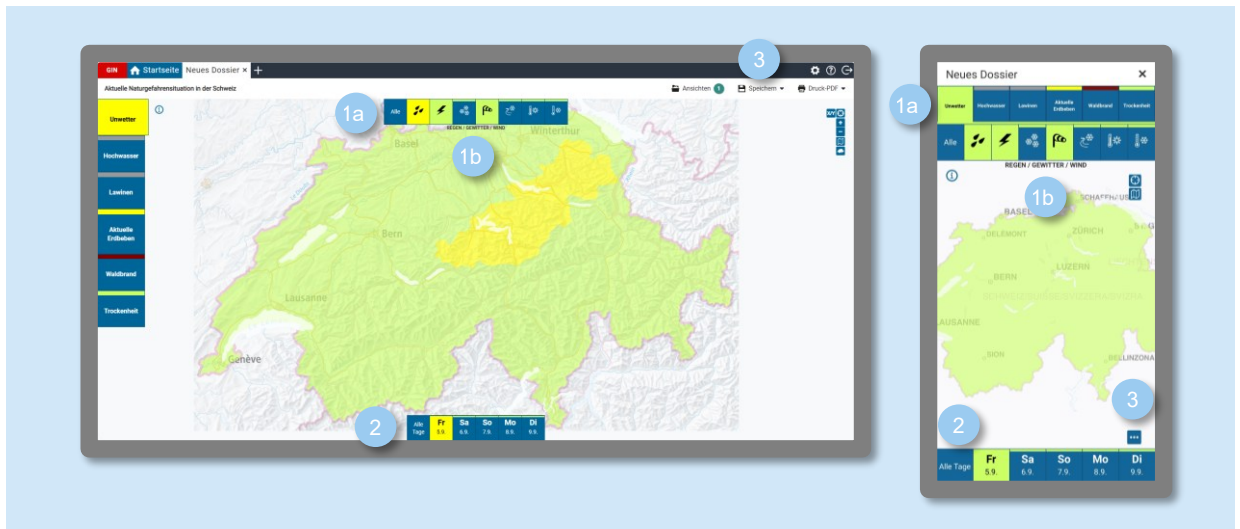 GIN Startseite Neues Dossier × +
Aktuelle Naturgefahrensituation in der Schweiz
Ansichten 1 Speichern Druck-PDF
3
1a
Alle
REGEN / GEWITTER / WIND
1b
Unwetter
Hochwasser
Lawinen
Aktuelle
Erdbeben
Waldbrand
Trockenheit
X/Y
+
−
Basel
Winterthur
Bern
Lausanne
Genève
2
Alle
Tage
Fr
5.9.
Sa
6.9.
So
7.9.
Mo
8.9.
Di
9.9.
Neues Dossier ×
1a
Unwetter
Hochwasser
Lawinen
Aktuelle
Erdbeben
Waldbrand
Trockenheit
Alle
REGEN / GEWITTER / WIND
1b
BASEL
DELEMONT
ZÜRICH
LUZERN
BERN
LAUSANNE
SION
BELLINZONA
3
2
Alle Tage
Fr
5.9.
Sa
6.9.
So
7.9.
Mo
8.9.
Di
9.9.